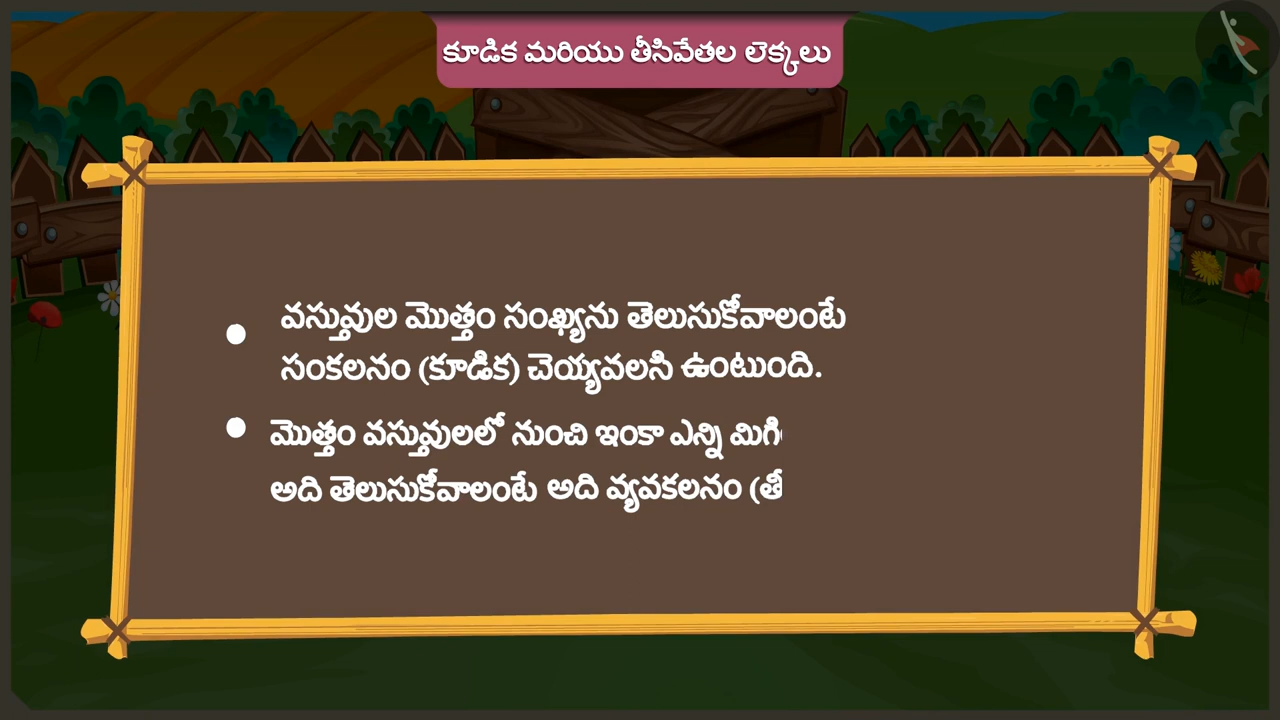 కూడిక మరియు తీసివేతల లెక్కలు
వస్తువుల మొత్తం సంఖ్యను తెలుసుకోవాలంటే
సంకలనం (కూడిక) చెయ్యవలసి ఉంటుంది.
మొత్తం వస్తువులలో నుంచి ఇంకా ఎన్ని
అది తెలుసుకోవాలంటే అది వ్యవకలనం